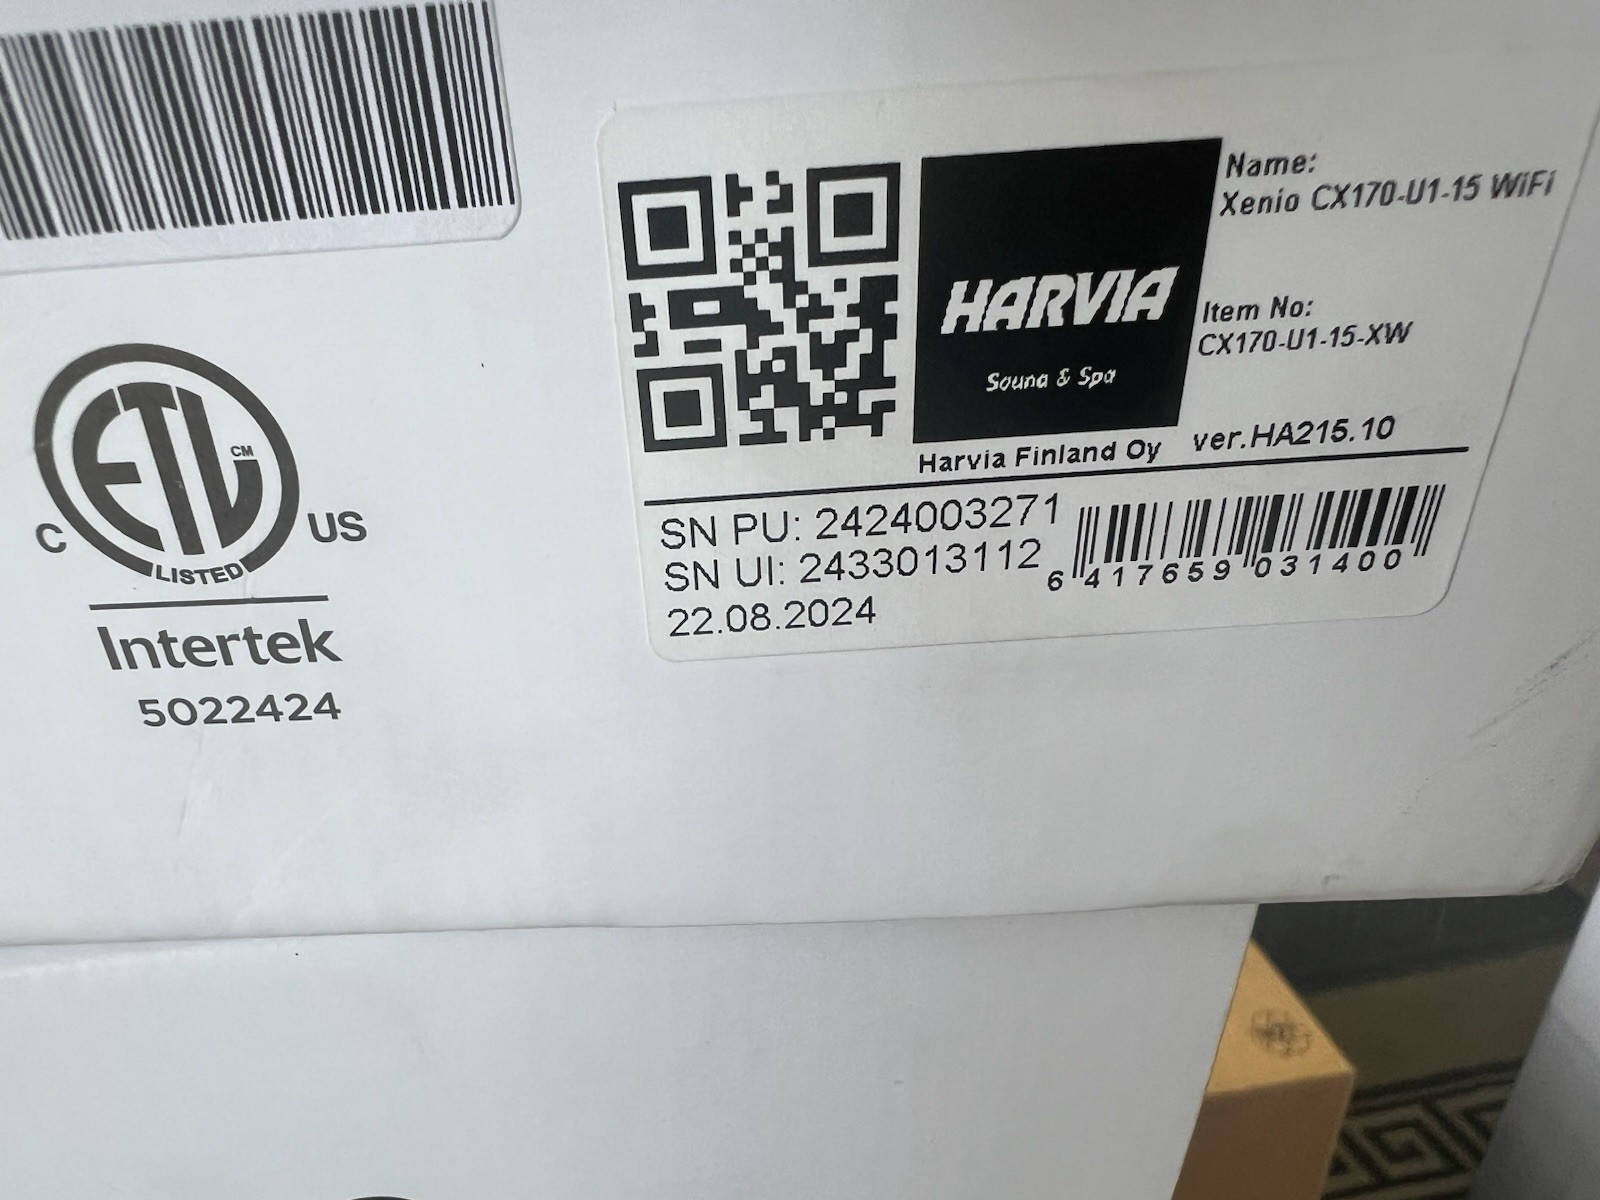 Name:
Xenio CX170-U1-15 WiFi
HARVIA
Sauna & Spa
Item No:
CX170-U1-15-XW
Harvia Finland Oy
ver.HA215.10
SN PU: 2424003271
SN UI: 2433013112
22.08.2024
6 417659 031400
ETL
CM
C
US
LISTED
Intertek
5022424